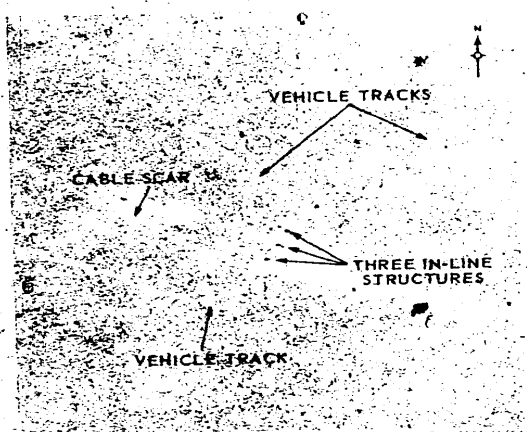 N
VEHICLE TRACKS
CABLE SCAR
THREE IN-LINE
STRUCTURES
VEHICLE TRACK